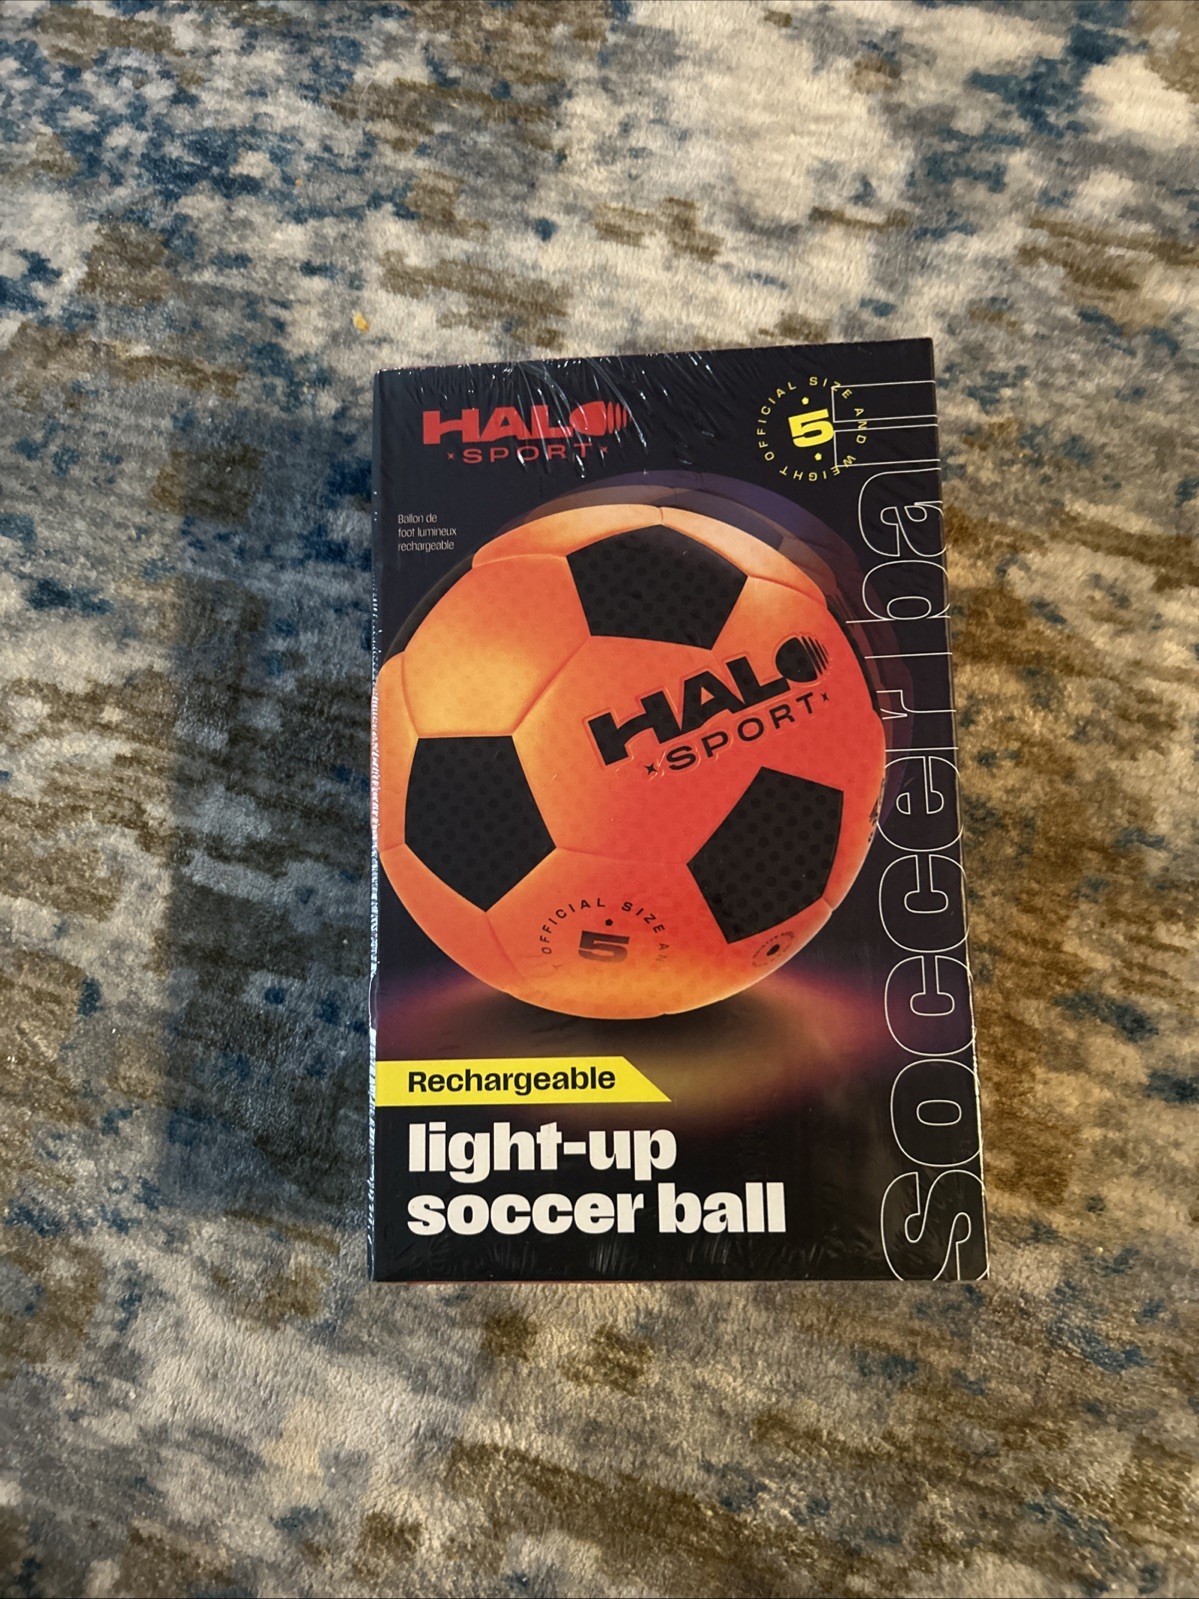 HALO
SPORT
OFFICIAL SIZE AND WEIGHT
5
Ballon de
foot lumineux
rechargeable
HALO
SPORT
OFFICIAL SIZE AN
5
Rechargeable
light-up
soccer ball
soccer ball